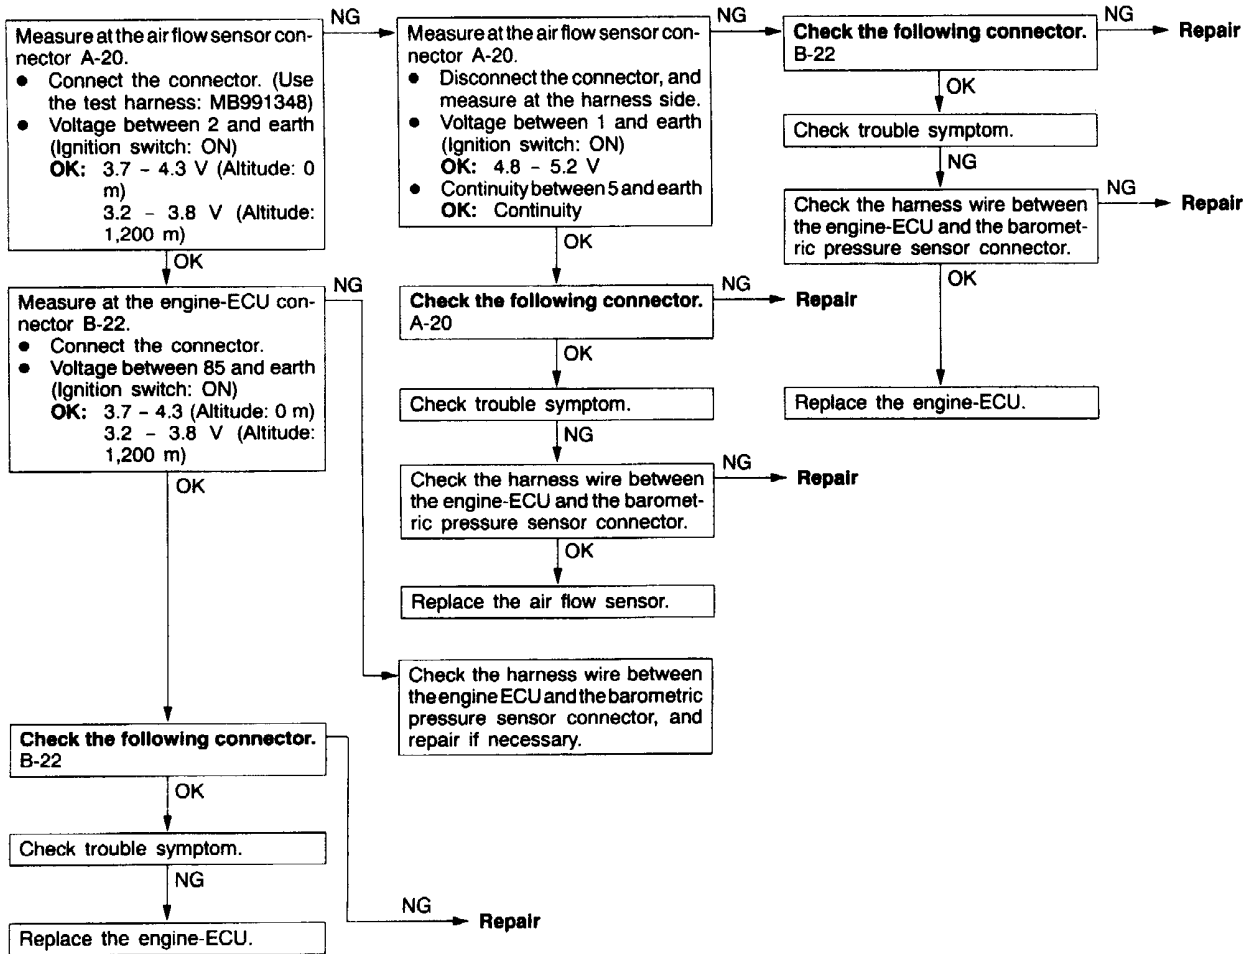 Measure at the air flow sensor con-
nector A-20.
● Connect the connector. (Use
the test harness: MB991348)
● Voltage between 2 and earth
(Ignition switch: ON)
OK: 3.7 – 4.3 V (Altitude: 0
m)
3.2 – 3.8 V (Altitude:
1,200 m)
NG
OK
Measure at the engine-ECU con-
nector B-22.
● Connect the connector.
● Voltage between 85 and earth
(Ignition switch: ON)
OK: 3.7 – 4.3 (Altitude: 0 m)
3.2 – 3.8 V (Altitude:
1,200 m)
NG
OK
Check the following connector.
B-22
OK
Check trouble symptom.
NG
Replace the engine-ECU.
NG
Repair
Measure at the air flow sensor con-
nector A-20.
● Disconnect the connector, and
measure at the harness side.
● Voltage between 1 and earth
(Ignition switch: ON)
OK: 4.8 – 5.2 V
● Continuity between 5 and earth
OK: Continuity
NG
OK
Check the following connector.
A-20
NG
Repair
OK
Check trouble symptom.
NG
Check the harness wire between
the engine-ECU and the baromet-
ric pressure sensor connector.
NG
Repair
OK
Replace the air flow sensor.
Check the harness wire between
the engine ECU and the barometric
pressure sensor connector, and
repair if necessary.
Check the following connector.
B-22
NG
Repair
OK
Check trouble symptom.
NG
Check the harness wire between
the engine-ECU and the baromet-
ric pressure sensor connector.
NG
Repair
OK
Replace the engine-ECU.